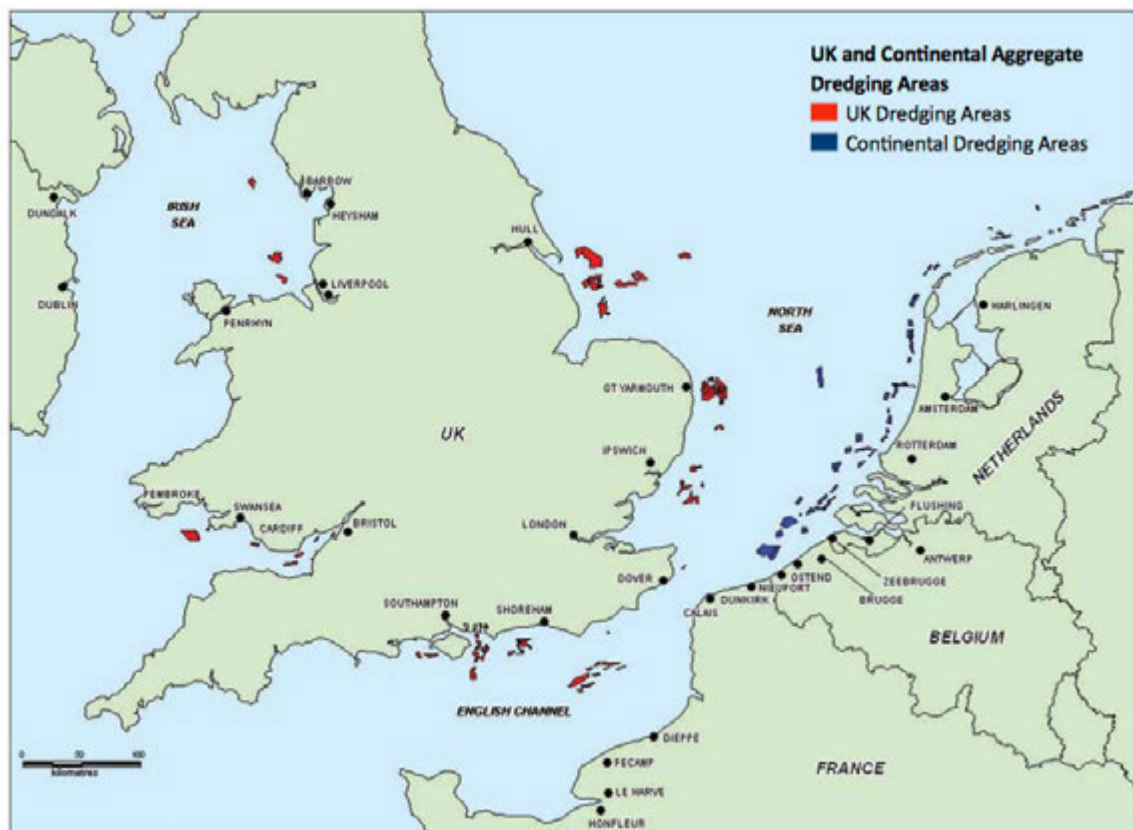 UK and Continental Aggregate
Dredging Areas
UK Dredging Areas
Continental Dredging Areas
BARROW
DUNDALK
IRISH
SEA
HEYSHAM
HULL
DUBLIN
LIVERPOOL
PENRHYN
NORTH
SEA
HARLINGEN
GT YARMOUTH
AMSTERDAM
UK
NETHERLANDS
ROTTERDAM
IPSWICH
PEMBROKE
SWANSEA
CARDIFF
BRISTOL
LONDON
FLUSHING
ANTWERP
DOVER
ZEEBRUGGE
OSTEND
NIEUPORT
BRUGGE
DUNKIRK
CALAIS
SOUTHAMPTON
SHOREHAM
BELGIUM
ENGLISH CHANNEL
DIEPPE
0 50 100
kilometres
FECAMP
FRANCE
LE HARVE
HONFLEUR